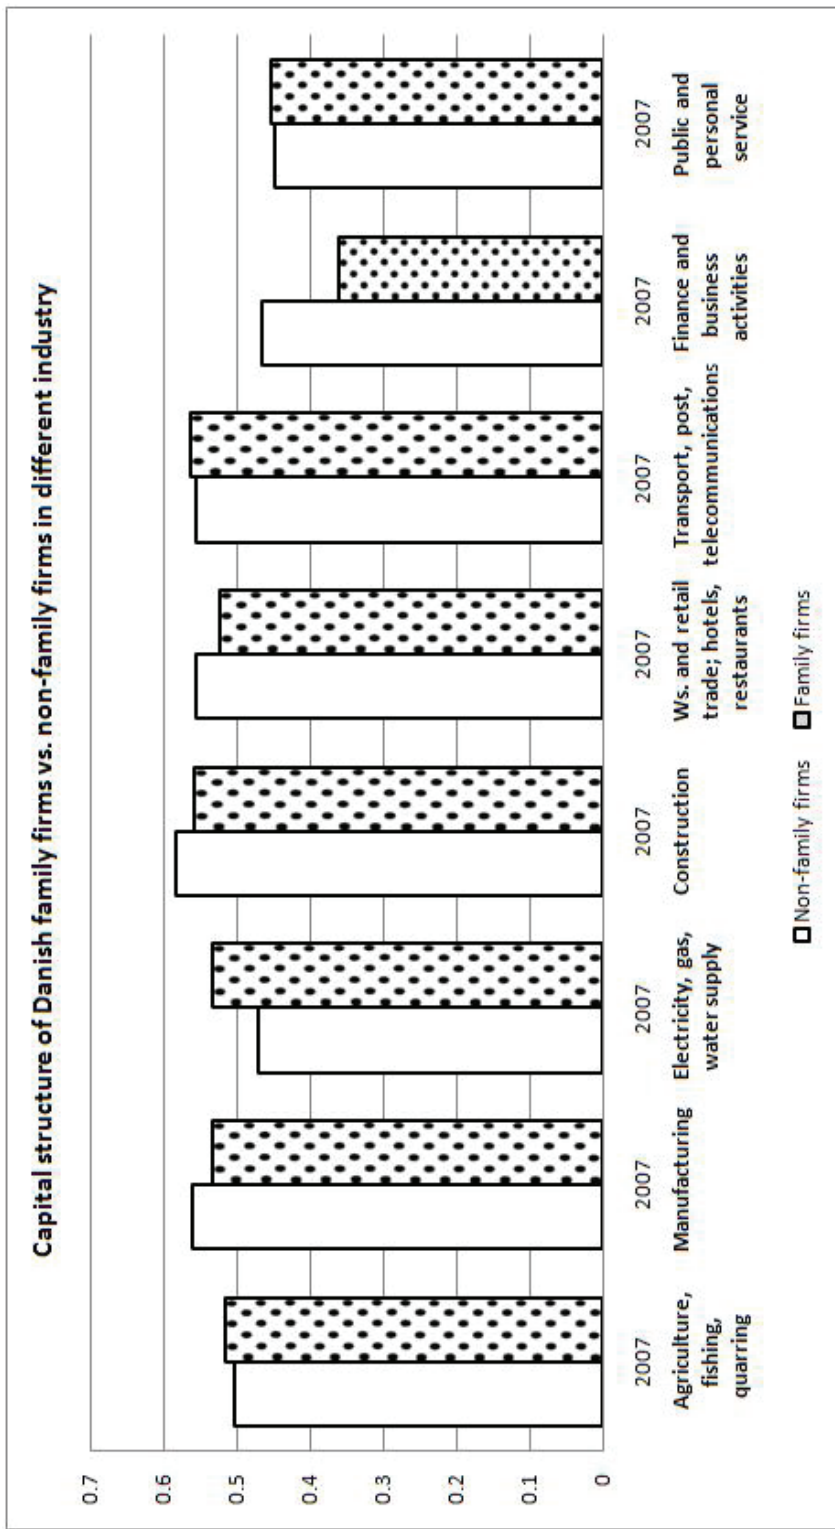 Capital structure of Danish family firms vs. non-family firms in different industry
0.7
0.6
0.5
0.4
0.3
0.2
0.1
0
2007
2007
2007
2007
2007
2007
2007
2007
Agriculture,
fishing,
quarring
Manufacturing
Electricity, gas,
water supply
Construction
Ws. and retail
trade; hotels,
restaurants
Transport, post,
telecommunications
Finance and
business
activities
Public and
personal
service
Non-family firms
Family firms